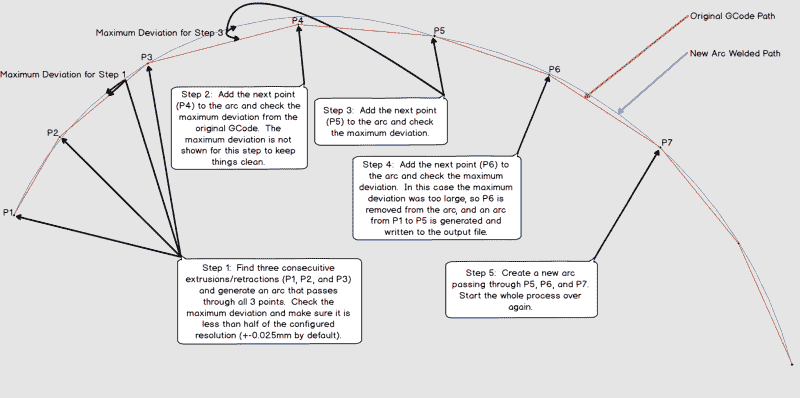 Original GCode Path
P4
Maximum Deviation for Step 3
P5
New Arc Welded Path
P3
P6
Maximum Deviation for Step 1
Step 2: Add the next point
(P4) to the arc and check the
maximum deviation from the
original GCode. The
maximum deviation is not
shown for this step to keep
things clean.
Step 3: Add the next point
(P5) to the arc and check
the maximum deviation.
P2
P7
Step 4: Add the next point (P6) to
the arc and check the maximum
deviation. In this case the maximum
deviation was too large, so P6 is
removed from the arc, and an arc
from P1 to P5 is generated and
written to the output file.
P1
Step 1: Find three consecuitive
extrusions/retractions (P1, P2, and P3)
and generate an arc that passes
through all 3 points. Check the
maximum deviation and make sure it is
less than half of the configured
resolution (+-0.025mm by default).
Step 5: Create a new arc
passing through P5, P6, and P7.
Start the whole process over
again.